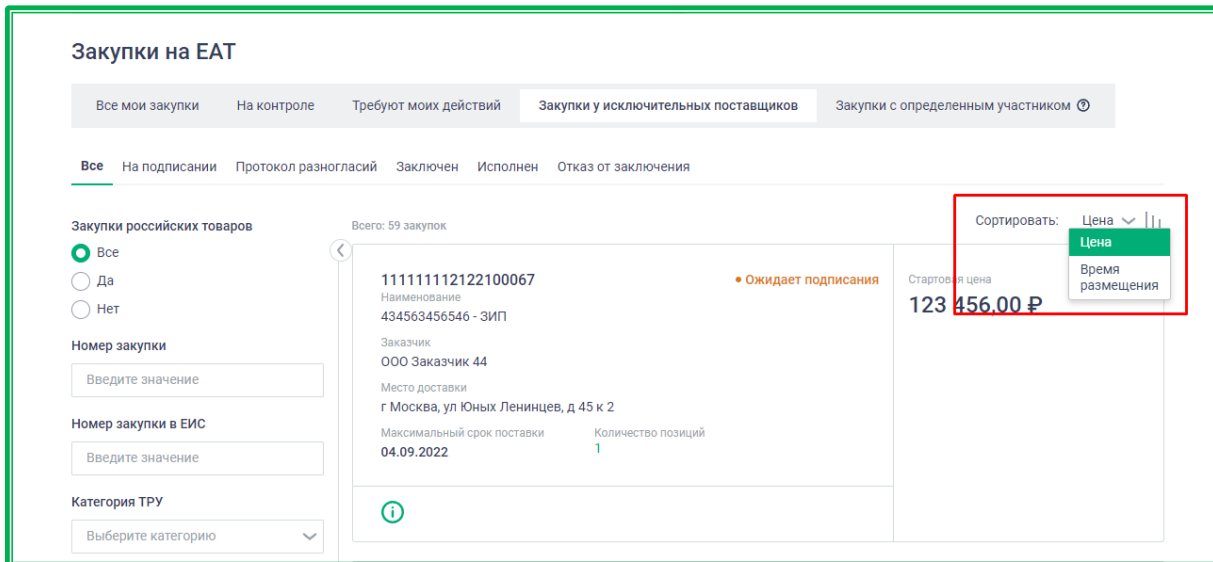 Закупки на ЕАТ
Все мои закупки На контроле Требуют моих действий Закупки у исключительных поставщиков Закупки с определенным участником
Все На подписании Протокол разногласий Заключен Исполнен Отказ от заключения
Закупки российских товаров
Все
Да
Нет
Номер закупки
Введите значение
Номер закупки в ЕИС
Введите значение
Категория ТРУ
Выберите категорию
Всего: 59 закупок
Сортировать: Цена
Цена
Время
размещения
111111112122100067
Ожидает подписания
Наименование
434563456546 - ЗИП
Заказчик
ООО Заказчик 44
Место доставки
г Москва, ул Юных Ленинцев, д 45 к 2
Максимальный срок поставки Количество позиций
04.09.2022 1
Стартовая цена
123 456,00 ₽